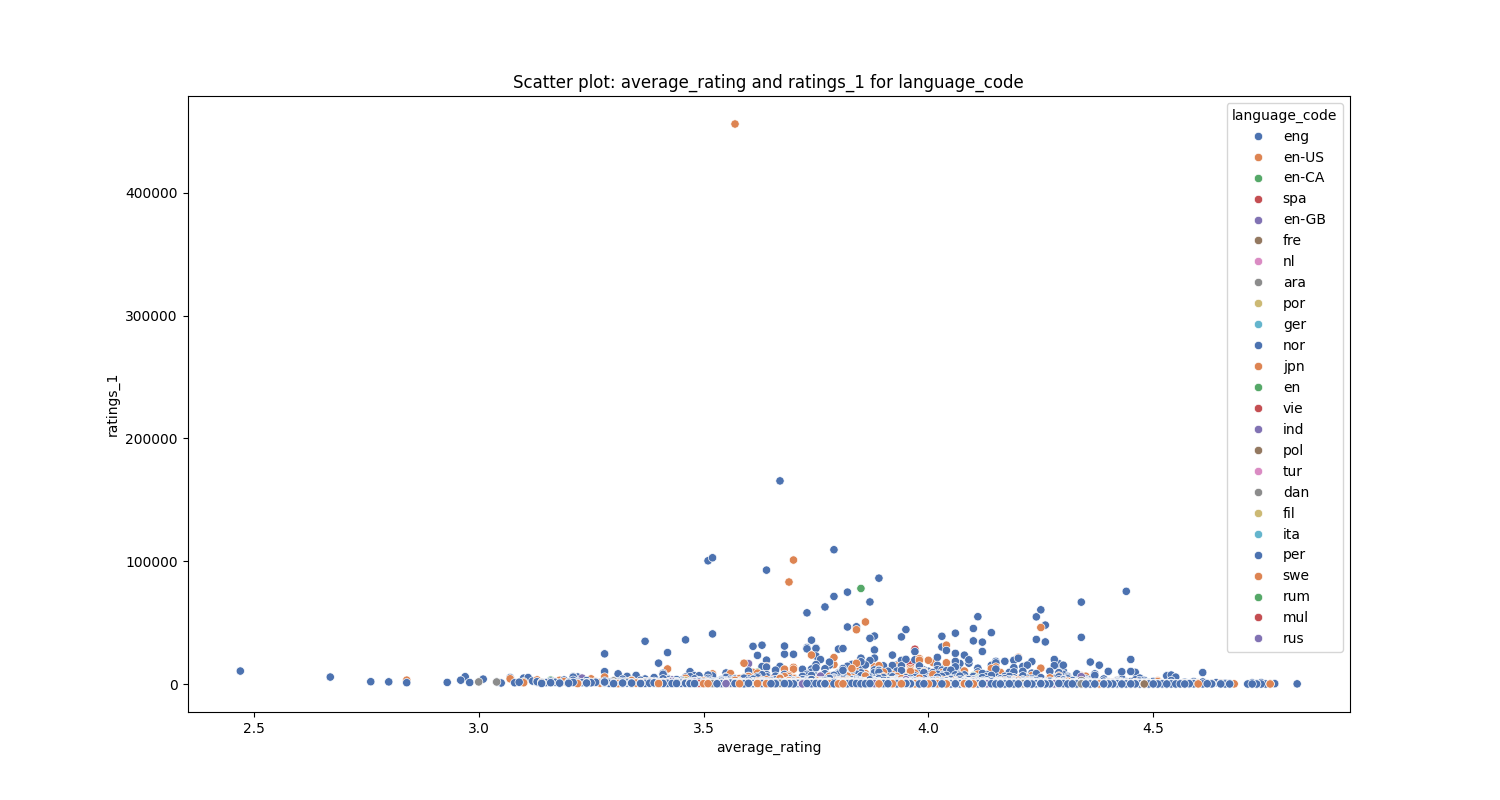 Scatter plot: average_rating and ratings_1 for language_code
language_code
eng
en-US
en-CA
spa
en-GB
fre
nl
ara
por
ger
nor
jpn
en
vie
ind
pol
tur
dan
fil
ita
per
swe
rum
mul
rus
400000
300000
200000
100000
0
ratings_1
2.5 3.0 3.5 4.0 4.5
average_rating